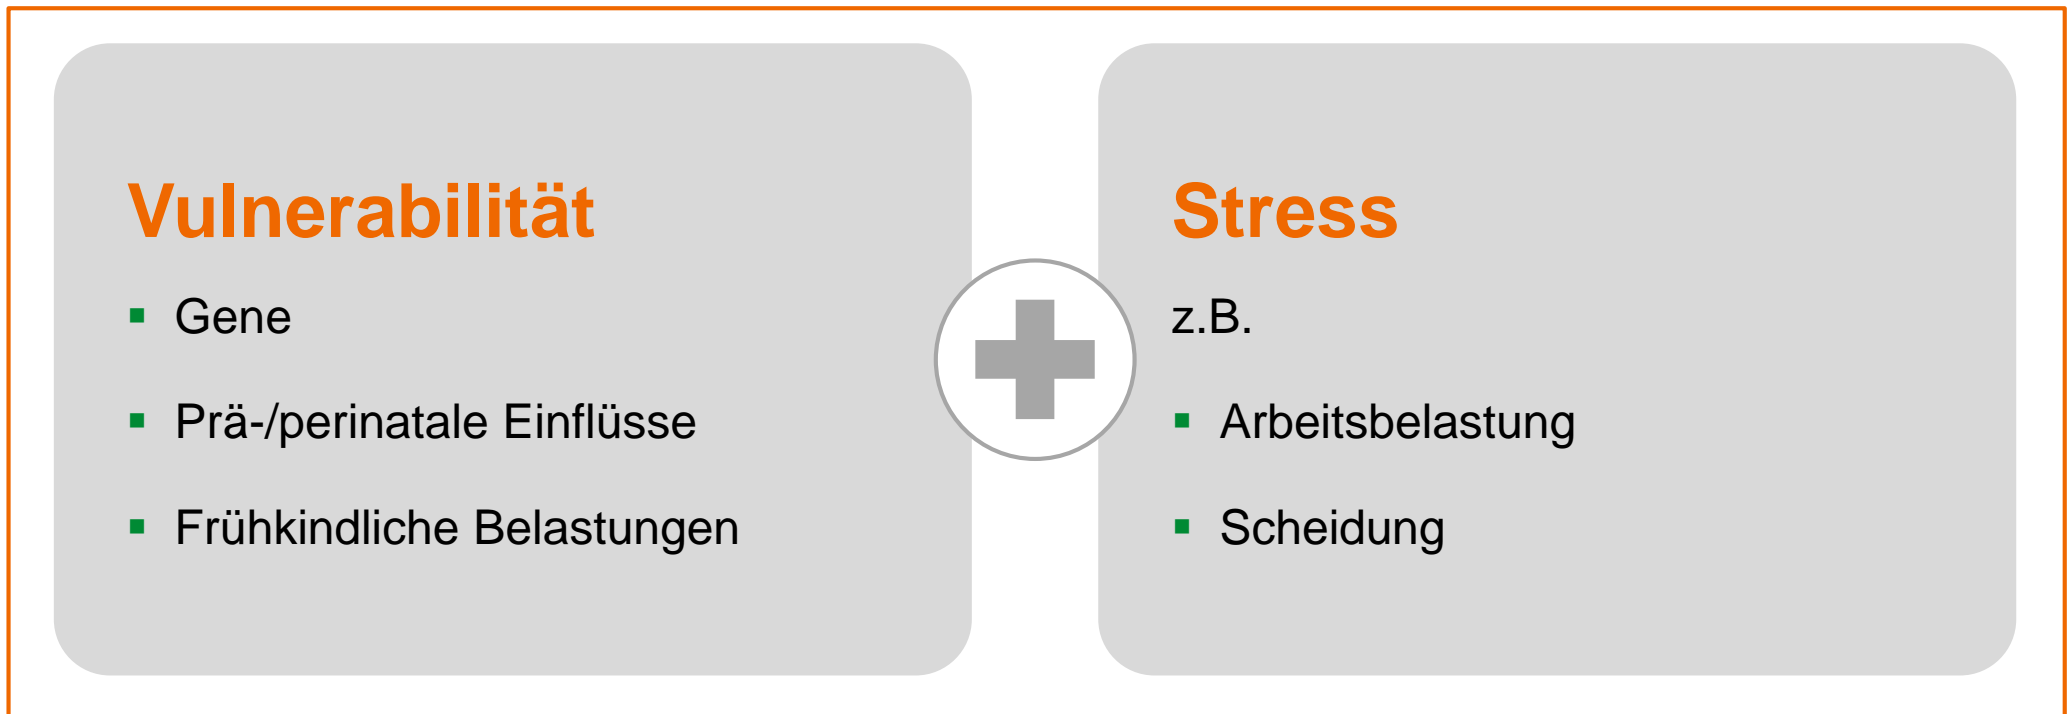 Vulnerabilität
Gene
Prä-/perinatale Einflüsse
Frühkindliche Belastungen
Stress
z.B.
Arbeitsbelastung
Scheidung